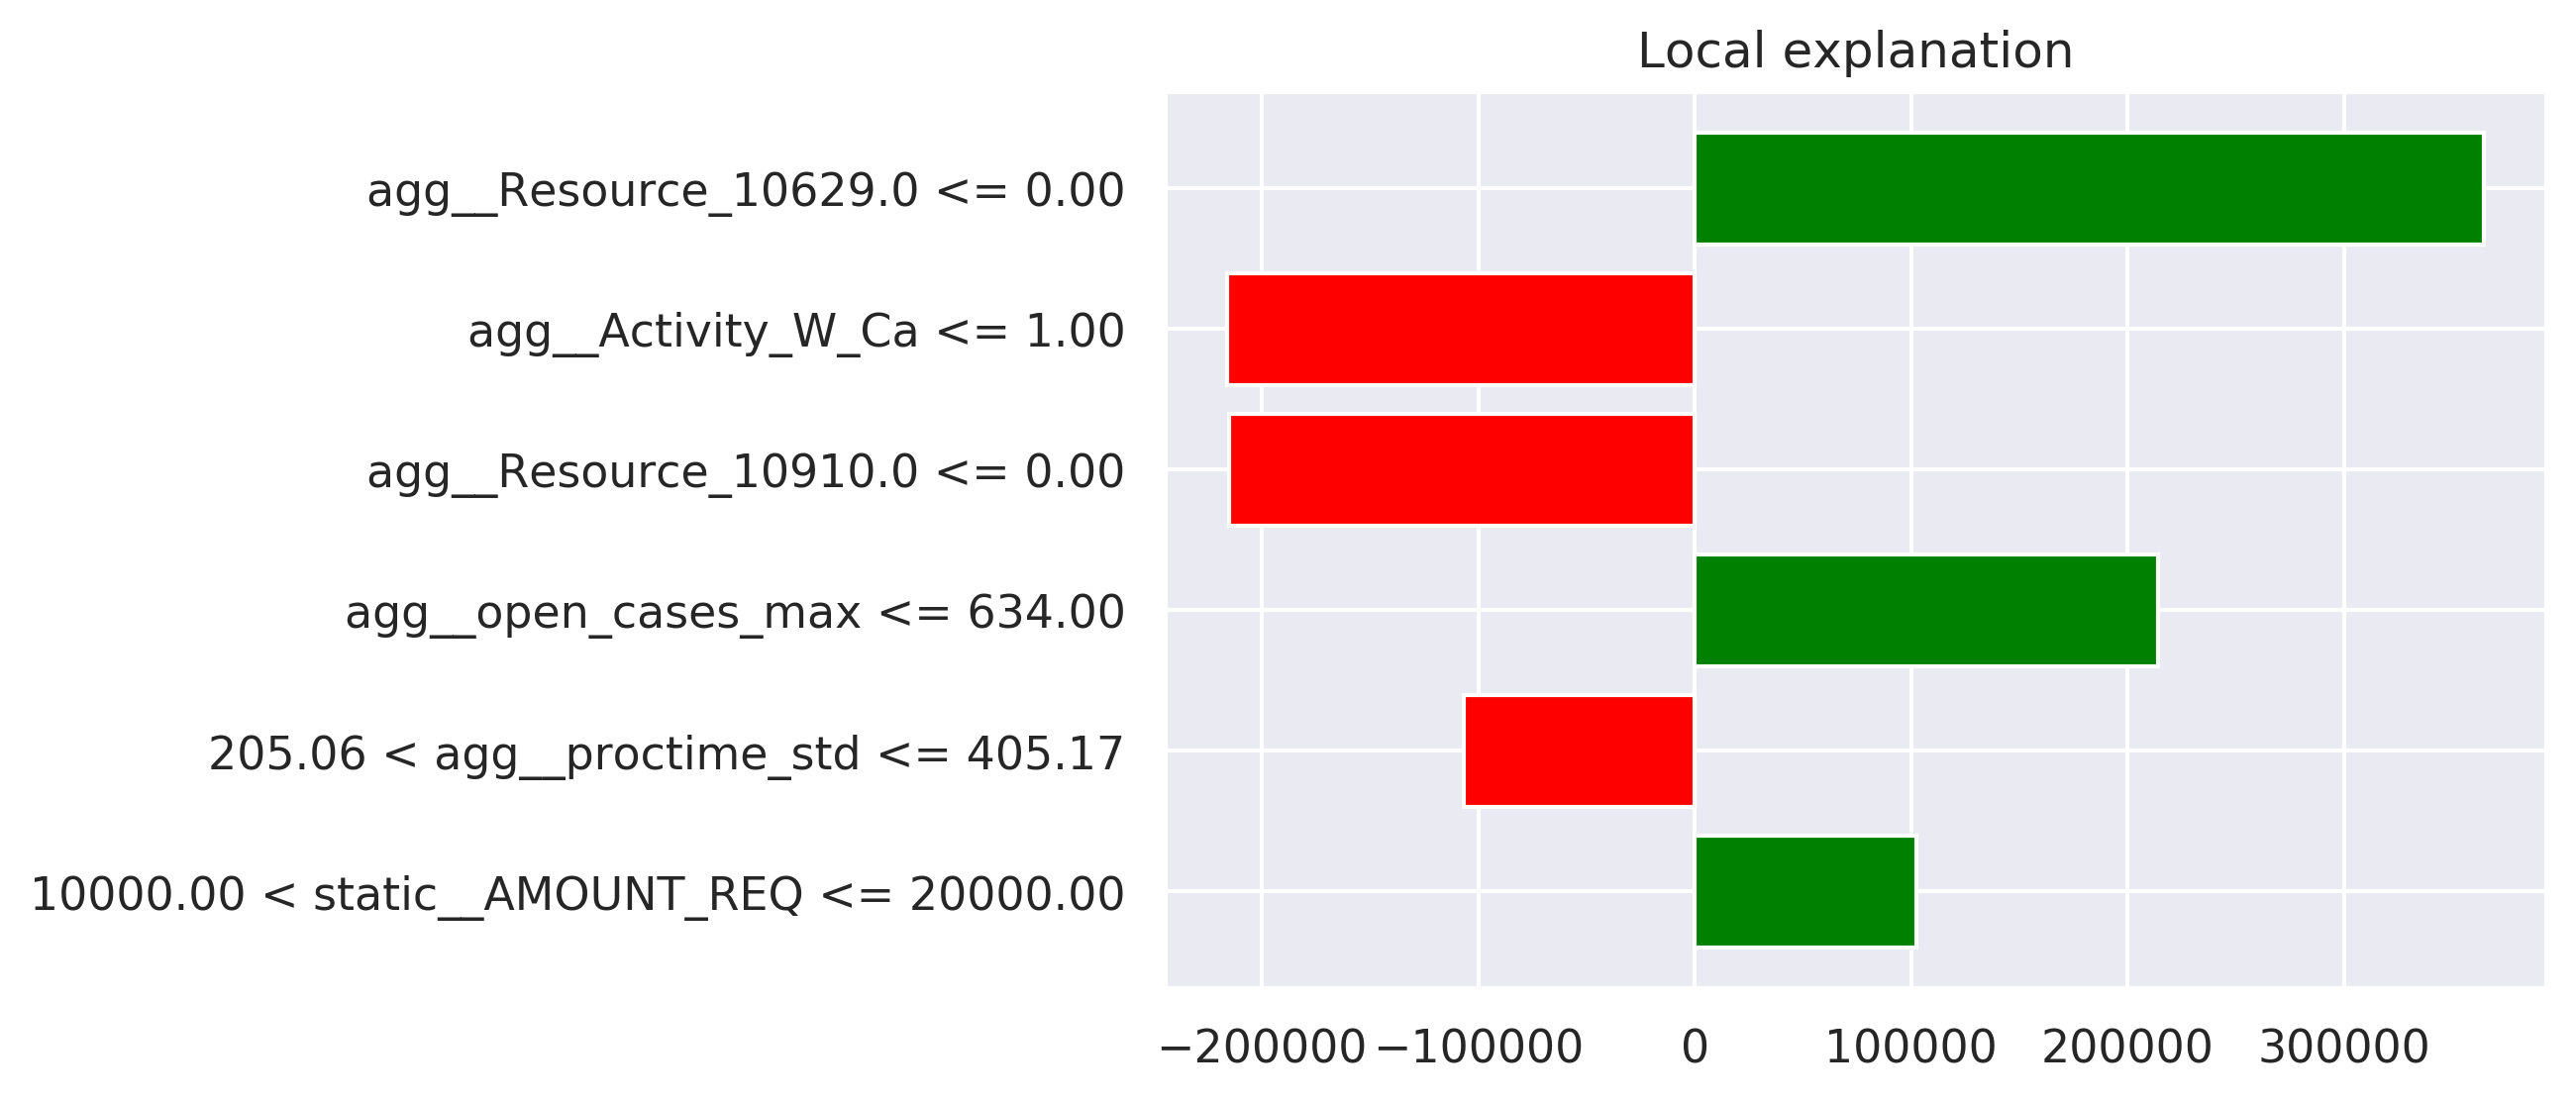 Local explanation
agg__Resource_10629.0 <= 0.00
agg__Activity_W_Ca <= 1.00
agg__Resource_10910.0 <= 0.00
agg__open_cases_max <= 634.00
205.06 < agg__proctime_std <= 405.17
10000.00 < static__AMOUNT_REQ <= 20000.00
−200000 −100000 0 100000 200000 300000